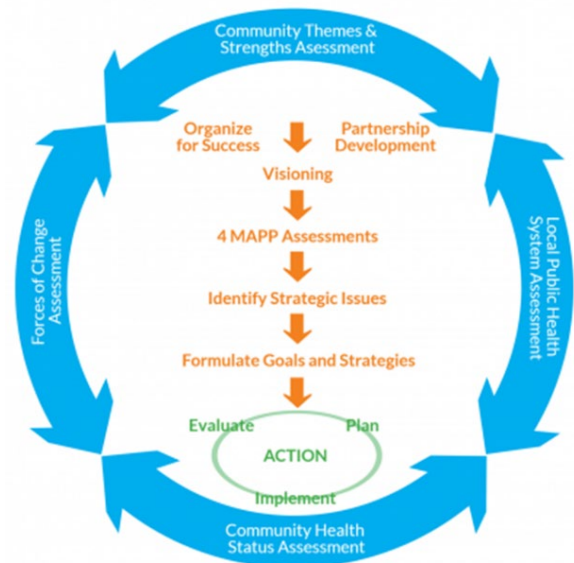 Community Themes &
Strengths Asessment
Organize
for Success
Partnership
Development
Visioning
4 MAPP Assessments
Identify Strategic Issues
Formulate Goals and Strategies
Evaluate
Plan
ACTION
Implement
Forces of Change
Assessment
Local Public Health
System Assessment
Community Health
Status Assessment